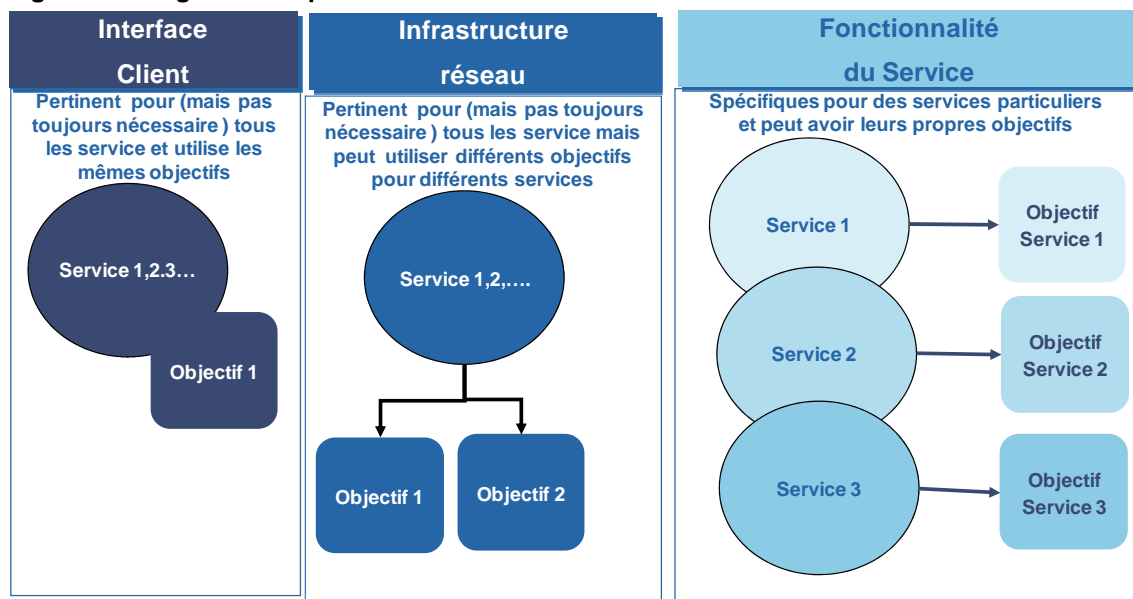 Interface
Client
Pertinent pour (mais pas
toujours nécessaire ) tous
les service et utilise les
mêmes objectifs
Service 1,2.3…
Objectif 1
Infrastructure
réseau
Pertinent pour (mais pas toujours
nécessaire ) tous les service mais
peut utiliser différents objectifs
pour différents services
Service 1,2,….
Objectif 1
Objectif 2
Fonctionnalité
du Service
Spécifiques pour des services particuliers
et peut avoir leurs propres objectifs
Service 1
Objectif
Service 1
Service 2
Objectif
Service 2
Service 3
Objectif
Service 3